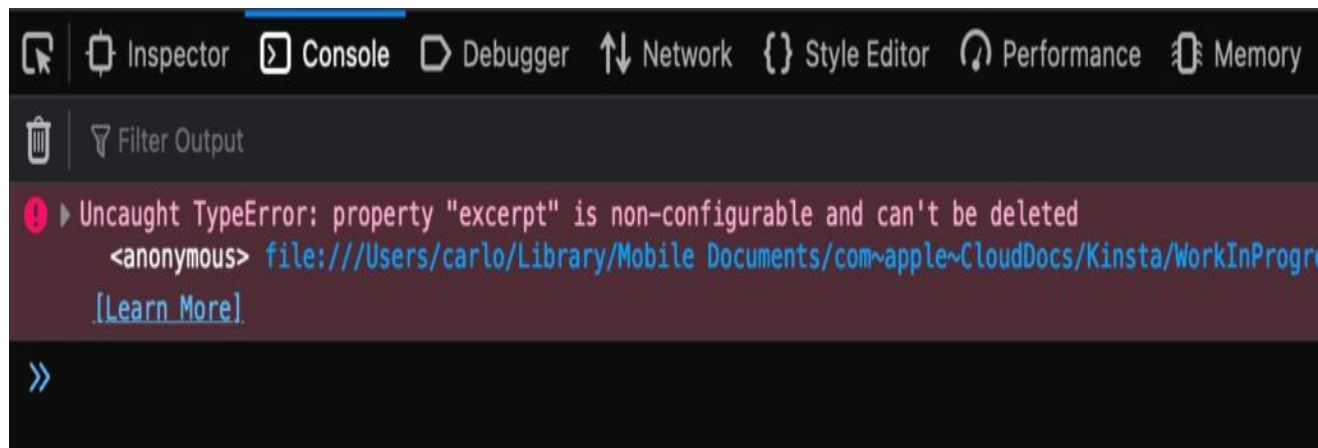 Inspector Console Debugger Network Style Editor Performance Memory
Filter Output
Uncaught TypeError: property "excerpt" is non-configurable and can't be deleted
<anonymous> file:///Users/carlo/Library/Mobile Documents/com~apple~CloudDocs/Kinsta/WorkInProgr
[Learn More]